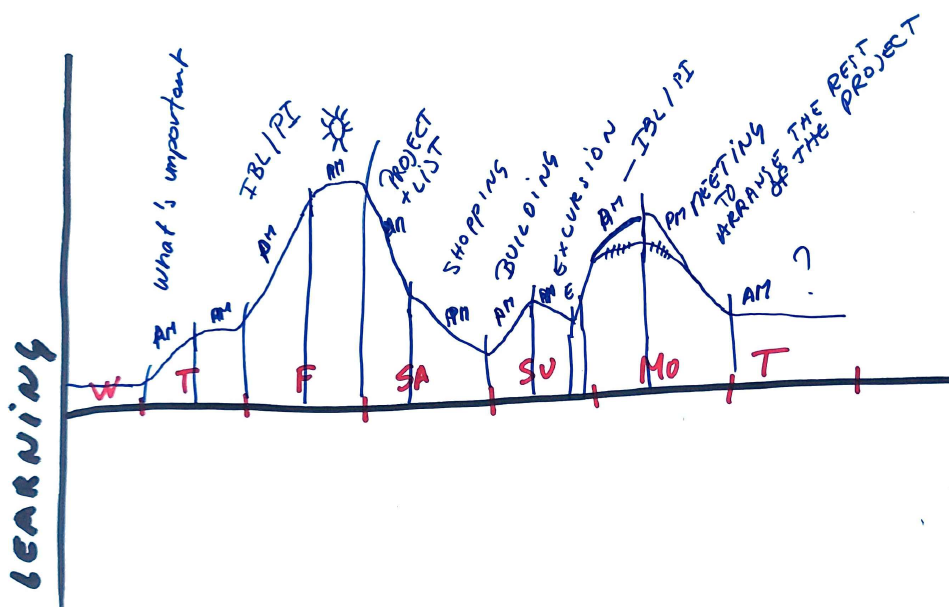 What's important
IBL/PI
PROJECT
+ LIST
SHOPPING
BUILDING
EXCURSION
AM — IBL/PI
PM MEETING
TO
ARRANGE THE REST
OF THE PROJECT
AM
AM
AM
AM
AM
PM
AM
AM
E
AM
?
W
T
F
SA
SU
Mo
T
LEARNING